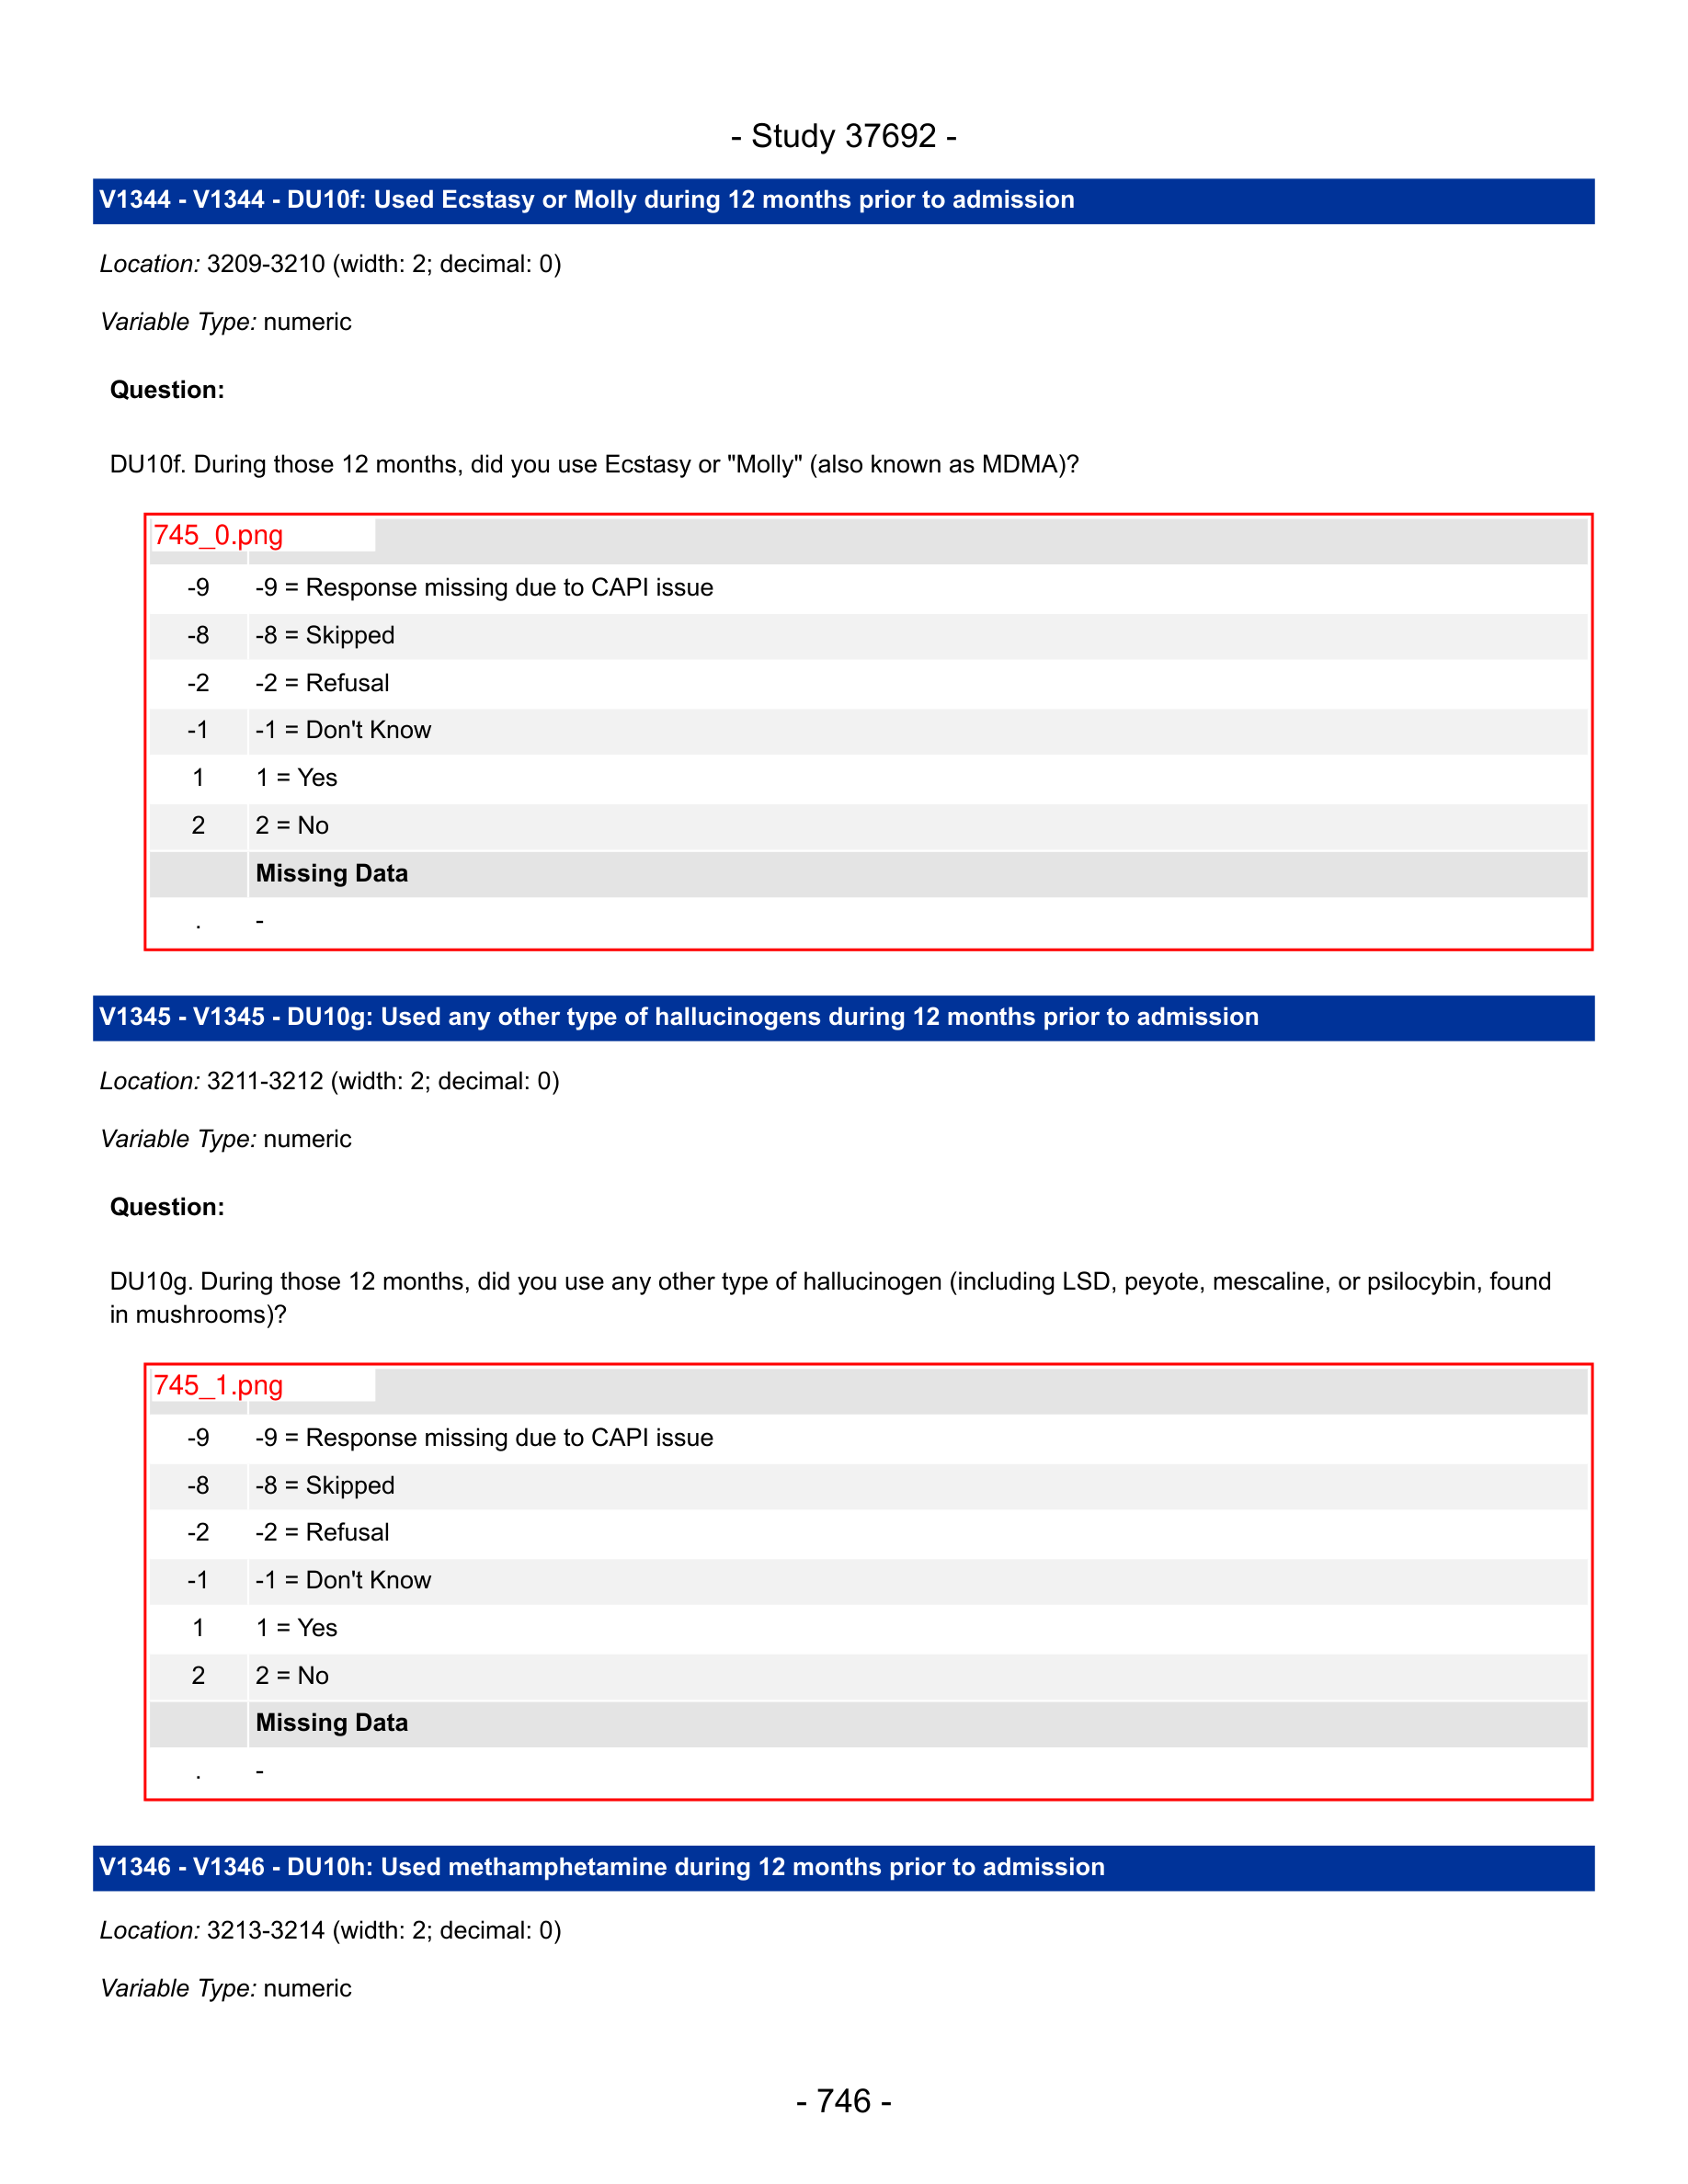 - Study 37692 -
V1344 - V1344 - DU10f: Used Ecstasy or Molly during 12 months prior to admission
Location: 3209-3210 (width: 2; decimal: 0)
Variable Type: numeric
Question:
DU10f. During those 12 months, did you use Ecstasy or "Molly" (also known as MDMA)?
745_0.png
-9 -9 = Response missing due to CAPI issue
-8 -8 = Skipped
-2 -2 = Refusal
-1 -1 = Don't Know
1 1 = Yes
2 2 = No
Missing Data
. -
V1345 - V1345 - DU10g: Used any other type of hallucinogens during 12 months prior to admission
Location: 3211-3212 (width: 2; decimal: 0)
Variable Type: numeric
Question:
DU10g. During those 12 months, did you use any other type of hallucinogen (including LSD, peyote, mescaline, or psilocybin, found
in mushrooms)?
745_1.png
-9 -9 = Response missing due to CAPI issue
-8 -8 = Skipped
-2 -2 = Refusal
-1 -1 = Don't Know
1 1 = Yes
2 2 = No
Missing Data
. -
V1346 - V1346 - DU10h: Used methamphetamine during 12 months prior to admission
Location: 3213-3214 (width: 2; decimal: 0)
Variable Type: numeric
- 746 -